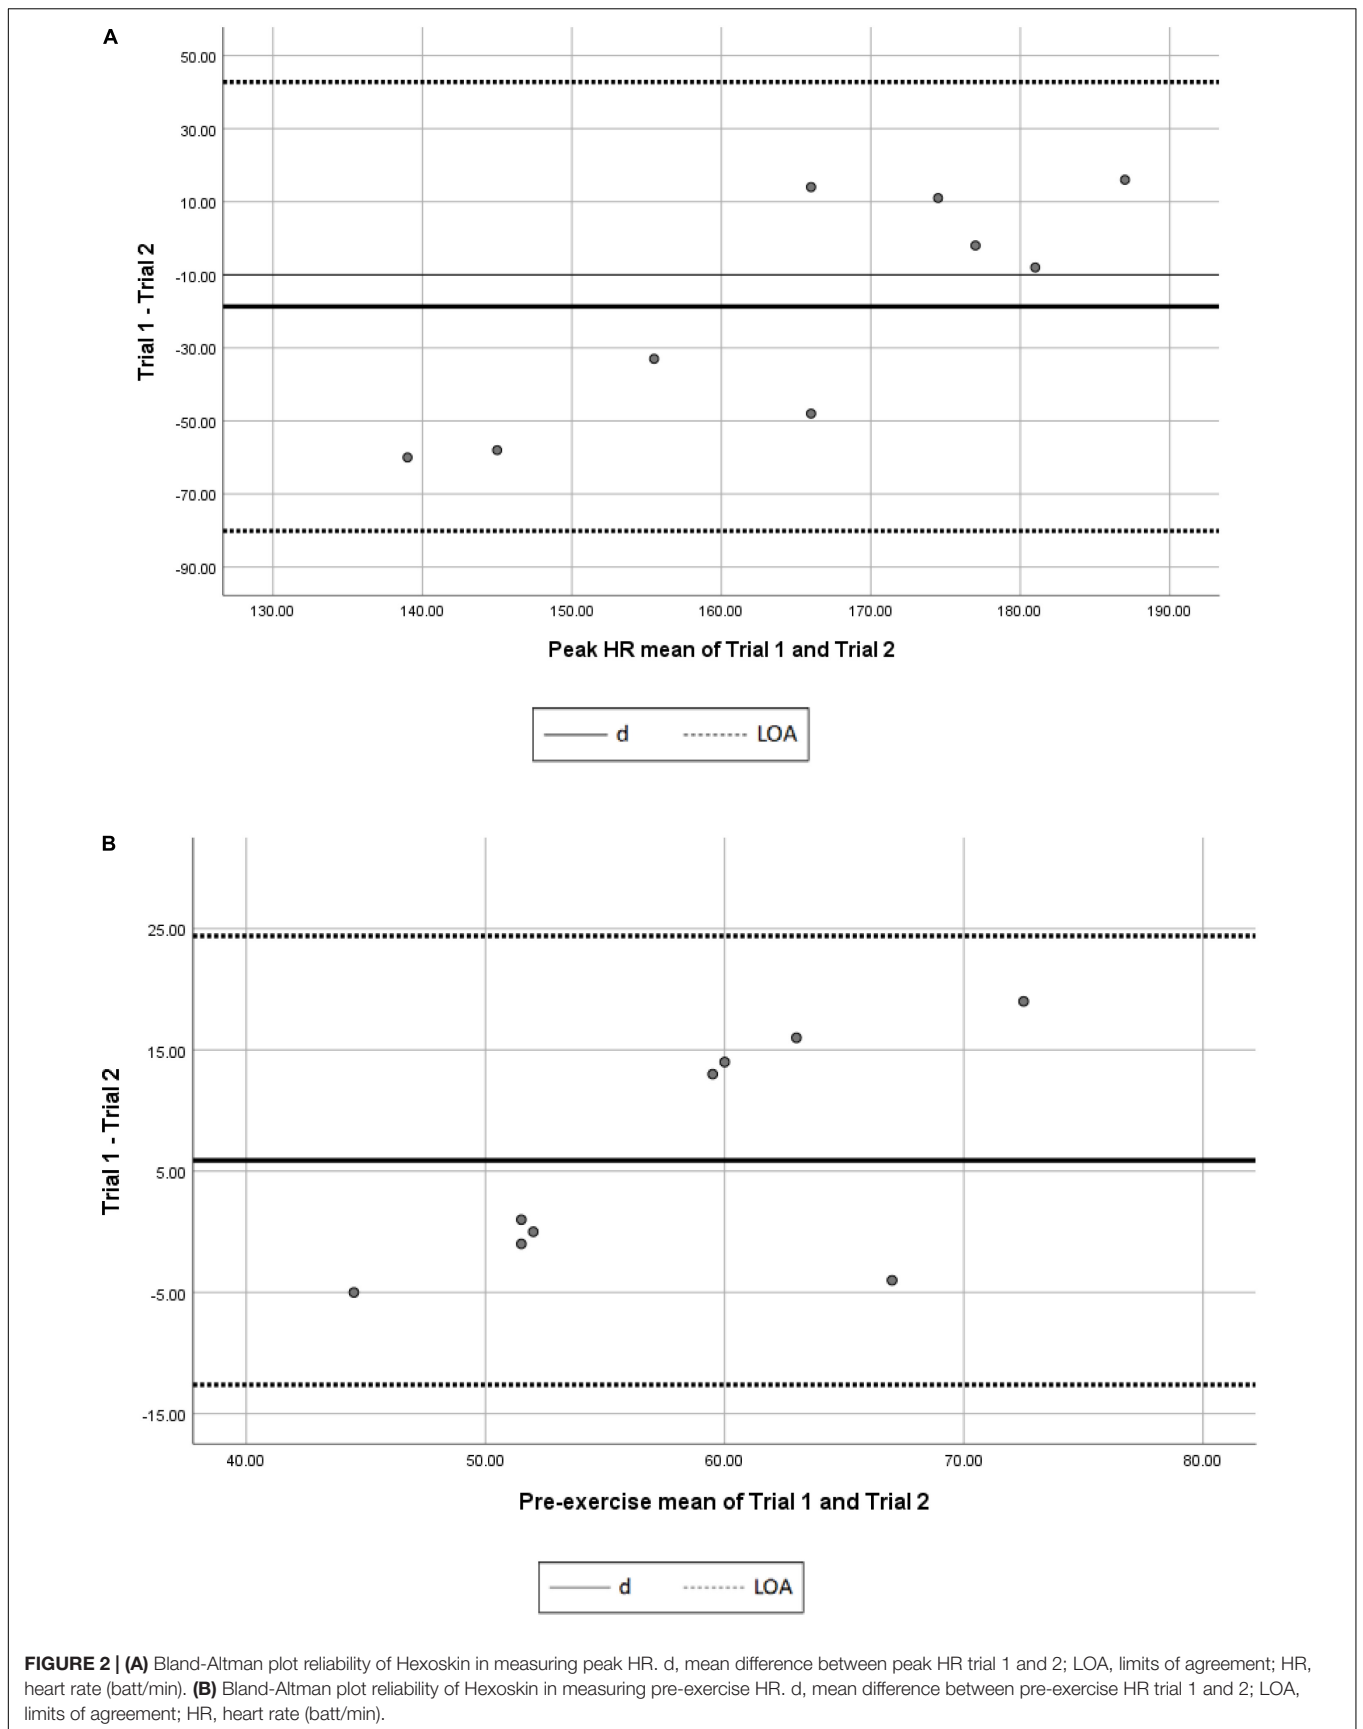 A
50.00
30.00
10.00
-10.00
-30.00
-50.00
-70.00
-90.00
Trial 1 - Trial 2
130.00 140.00 150.00 160.00 170.00 180.00 190.00
Peak HR mean of Trial 1 and Trial 2
d LOA
B
25.00
15.00
5.00
-5.00
-15.00
Trial 1 - Trial 2
40.00 50.00 60.00 70.00 80.00
Pre-exercise mean of Trial 1 and Trial 2
d LOA
FIGURE 2 | (A) Bland-Altman plot reliability of Hexoskin in measuring peak HR. d, mean difference between peak HR trial 1 and 2; LOA, limits of agreement; HR,
heart rate (batt/min). (B) Bland-Altman plot reliability of Hexoskin in measuring pre-exercise HR. d, mean difference between pre-exercise HR trial 1 and 2; LOA,
limits of agreement; HR, heart rate (batt/min).